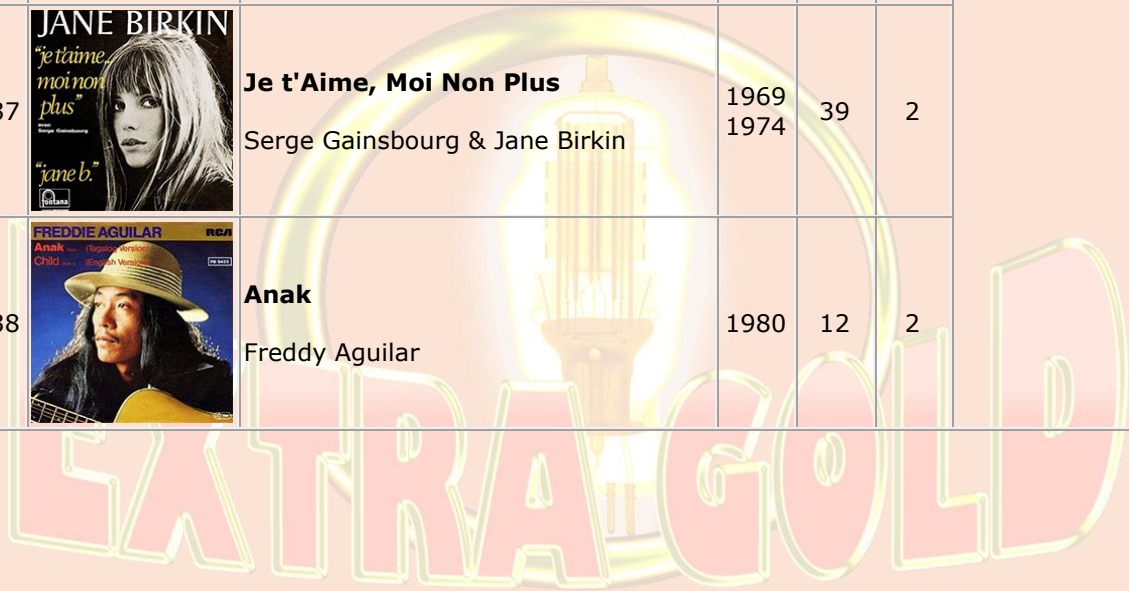 JANE BIRKIN
"je t'aime..
moi non
plus"
avec
Serge Gainsbourg
"jane b."
fontana
37
Je t'Aime, Moi Non Plus
Serge Gainsbourg & Jane Birkin
1969
1974
39
2
FREDDIE AGUILAR RCA
Anak (Tagalog Version)
Child (English Version)
PB 5425
38
Anak
Freddy Aguilar
1980
12
2
EXTRA GOLD